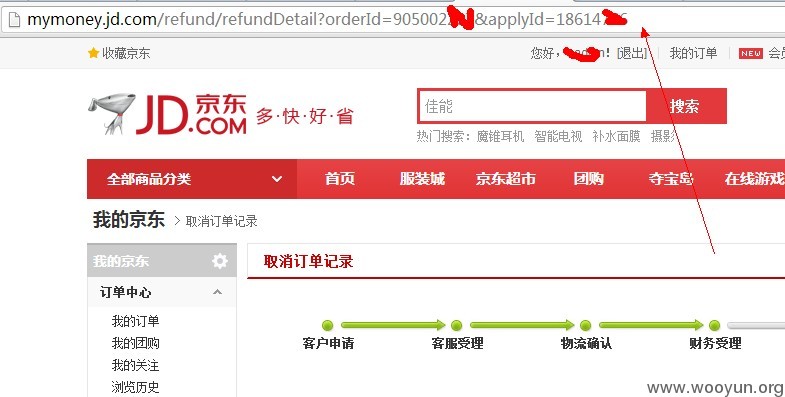 mymoney.jd.com/refund/refundDetail?orderId=905002 &applyId=18614
收藏京东
您好, ! [退出] 我的订单 NEW 会员
JD 京东
.COM 多·快·好·省
佳能 搜索
热门搜索: 魔锥耳机 智能电视 补水面膜 摄影
全部商品分类 首页 服装城 京东超市 团购 夺宝岛 在线游戏
我的京东 > 取消订单记录
我的京东 取消订单记录
订单中心
我的订单
我的团购
我的关注
浏览历史
客户申请 客服受理 物流确认 财务受理
www.wooyun.org